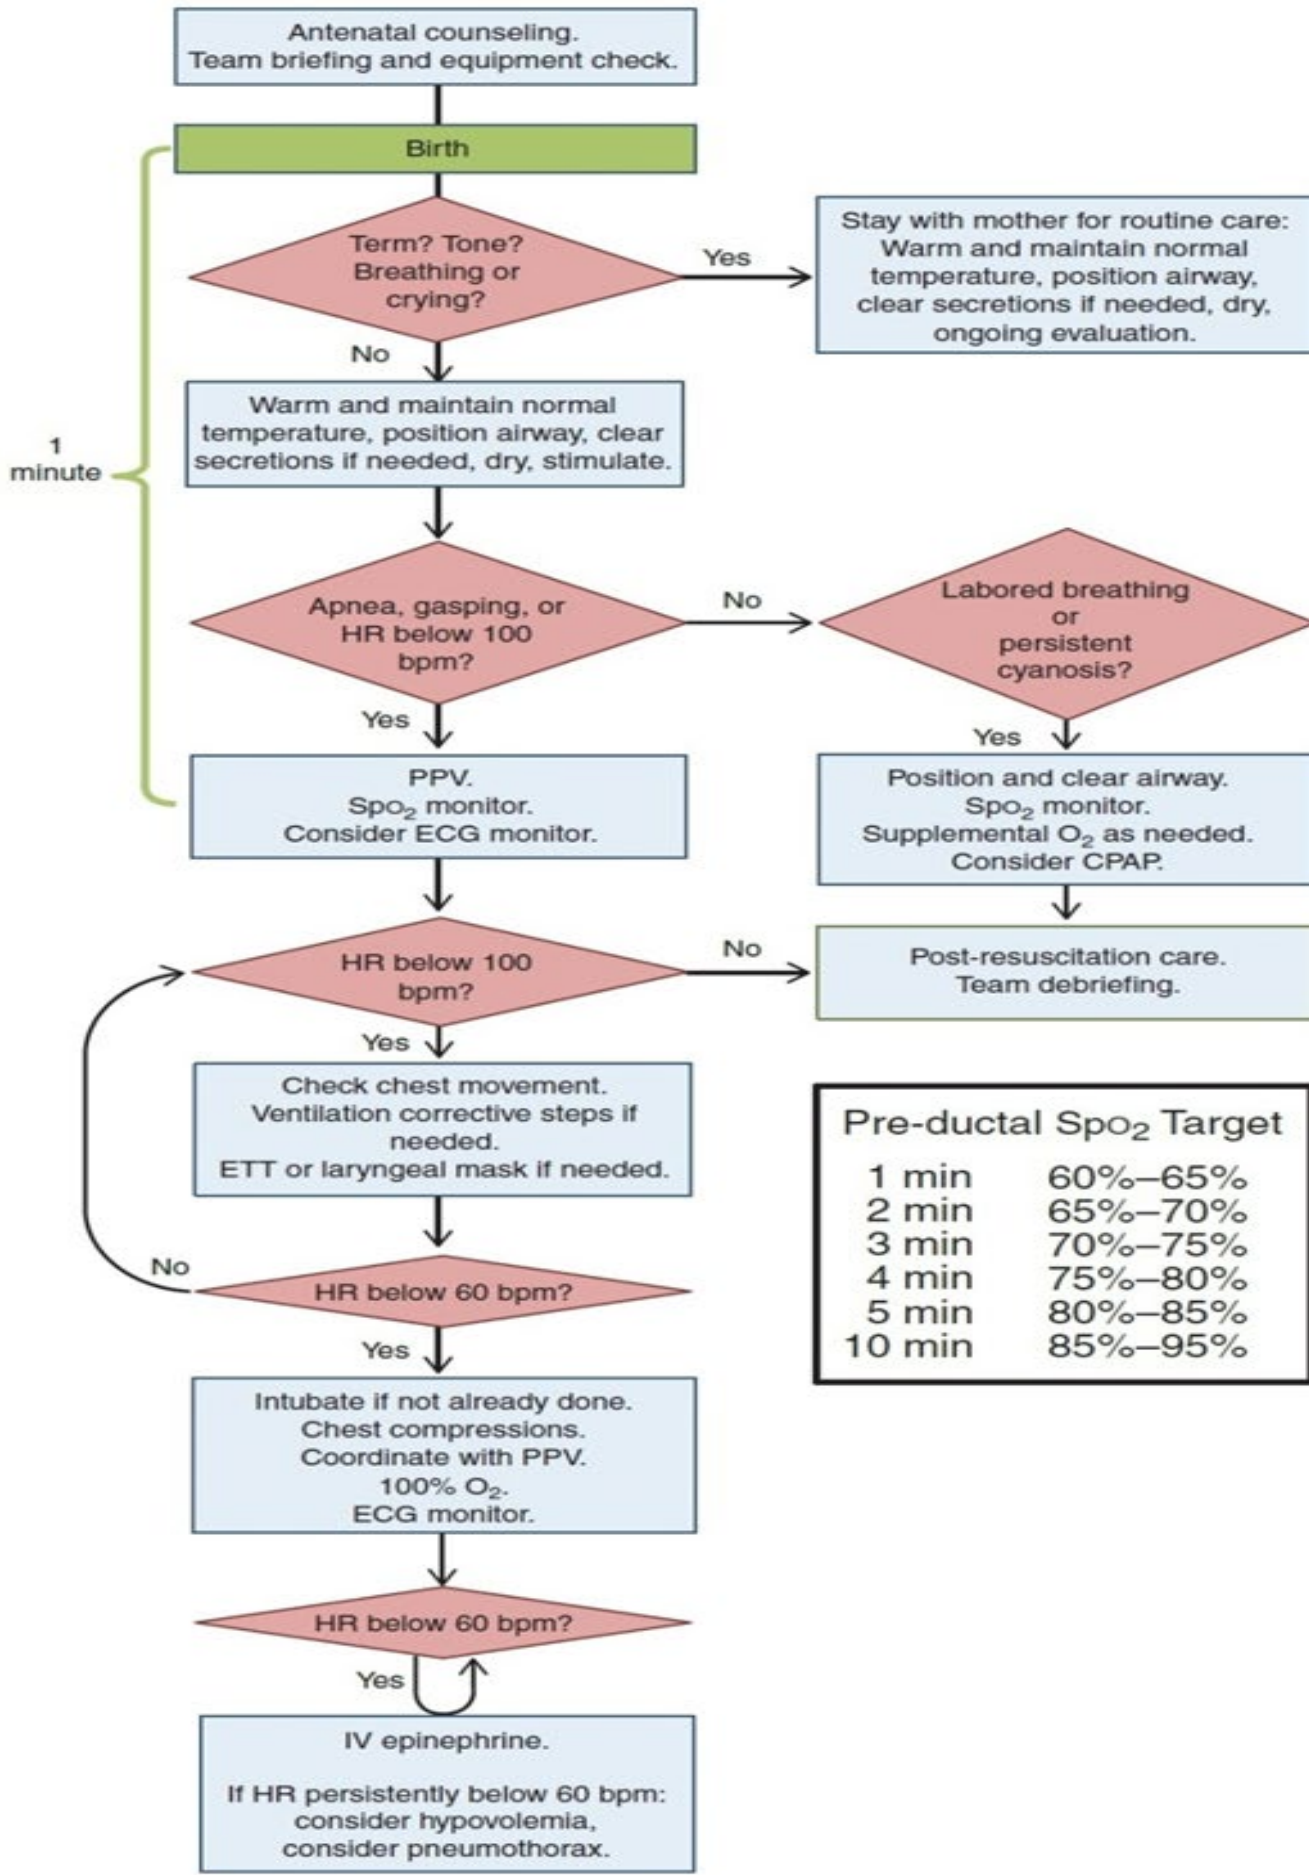 Antenatal counseling.
Team briefing and equipment check.
Birth
Term? Tone?
Breathing or
crying?
Yes
Stay with mother for routine care:
Warm and maintain normal
temperature, position airway,
clear secretions if needed, dry,
ongoing evaluation.
No
Warm and maintain normal
temperature, position airway, clear
secretions if needed, dry, stimulate.
1
minute
Apnea, gasping, or
HR below 100
bpm?
No
Labored breathing
or
persistent
cyanosis?
Yes
PPV.
Spo₂ monitor.
Consider ECG monitor.
Yes
Position and clear airway.
Spo₂ monitor.
Supplemental O₂ as needed.
Consider CPAP.
HR below 100
bpm?
No
Post-resuscitation care.
Team debriefing.
Yes
Check chest movement.
Ventilation corrective steps if
needed.
ETT or laryngeal mask if needed.
Pre-ductal Spo₂ Target
1 min 60%–65%
2 min 65%–70%
3 min 70%–75%
4 min 75%–80%
5 min 80%–85%
10 min 85%–95%
No
HR below 60 bpm?
Yes
Intubate if not already done.
Chest compressions.
Coordinate with PPV.
100% O₂.
ECG monitor.
HR below 60 bpm?
Yes
IV epinephrine.
If HR persistently below 60 bpm:
consider hypovolemia,
consider pneumothorax.